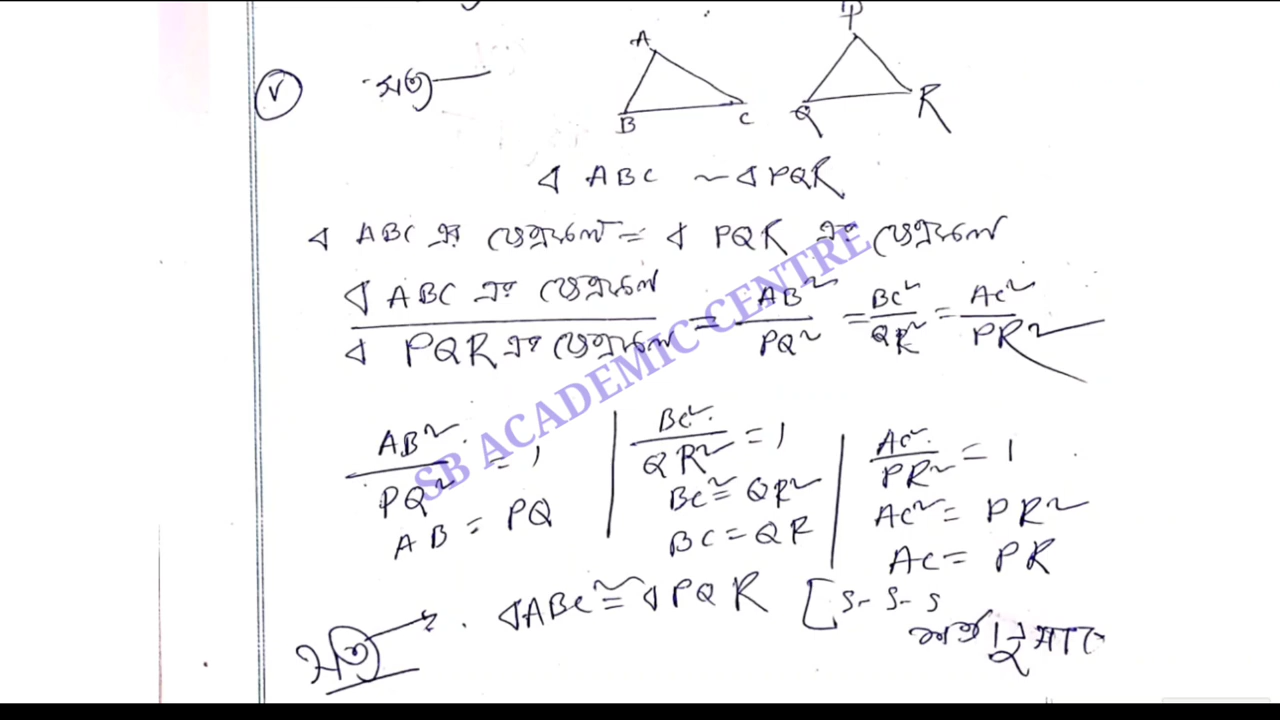 v সত্য
A B C P Q R
Δ ABC ~ Δ PQR
Δ ABC এর ক্ষেত্রফল = Δ PQR এর ক্ষেত্রফল
Δ ABC এর ক্ষেত্রফল / Δ PQR এর ক্ষেত্রফল = AB² / PQ² = BC² / QR² = AC² / PR²
AB² / PQ² = 1
AB = PQ
BC² / QR² = 1
BC² = QR²
BC = QR
AC² / PR² = 1
AC² = PR²
AC = PR
Δ ABC ≅ Δ PQR [S-S-S
সত্য
SB ACADEMIC CENTRE